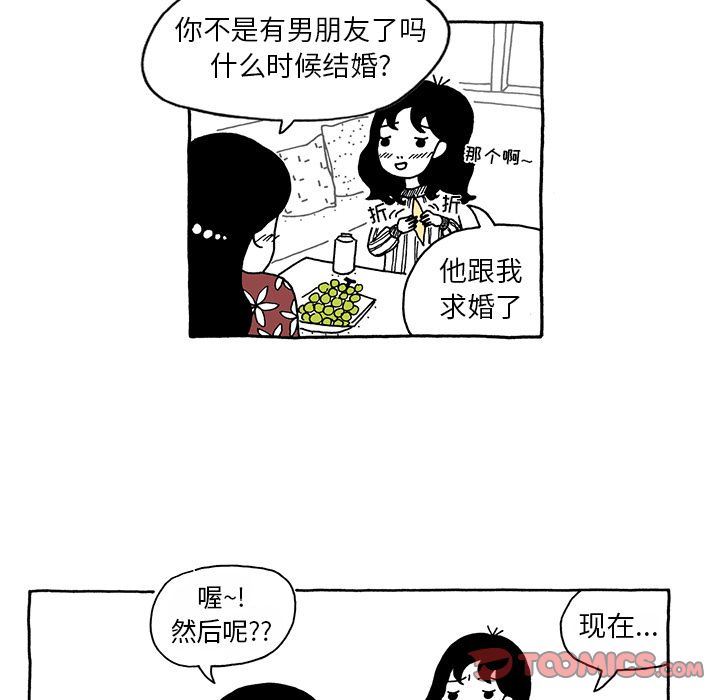 你不是有男朋友了吗
什么时候结婚?
那个啊~
折
折
他跟我
求婚了
喔~!
然后呢??
现在...
TOOMICS.COM